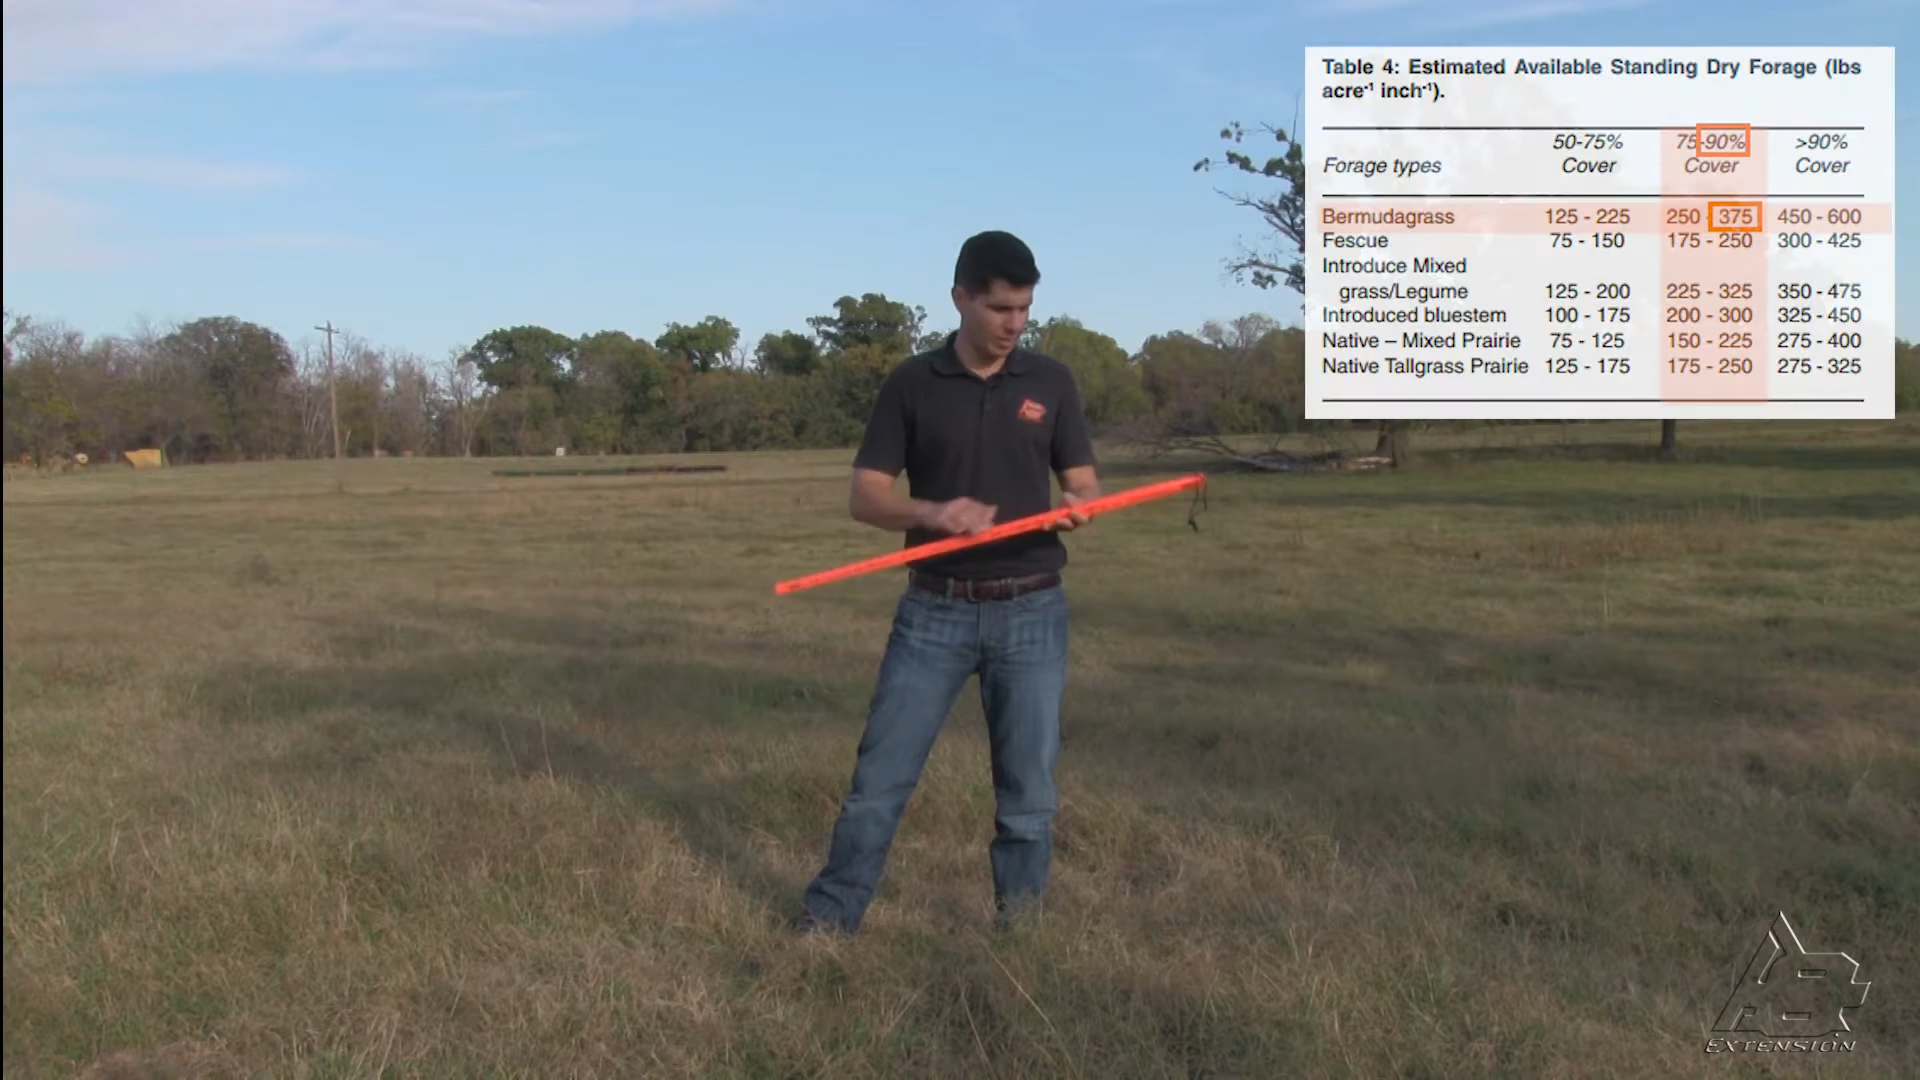 Table 4: Estimated Available Standing Dry Forage (lbs
acre⁻¹ inch⁻¹).
50-75% 75-90% >90%
Forage types Cover Cover Cover
Bermudagrass 125 - 225 250 - 375 450 - 600
Fescue 75 - 150 175 - 250 300 - 425
Introduce Mixed
grass/Legume 125 - 200 225 - 325 350 - 475
Introduced bluestem 100 - 175 200 - 300 325 - 450
Native – Mixed Prairie 75 - 125 150 - 225 275 - 400
Native Tallgrass Prairie 125 - 175 175 - 250 275 - 325
EXTENSION